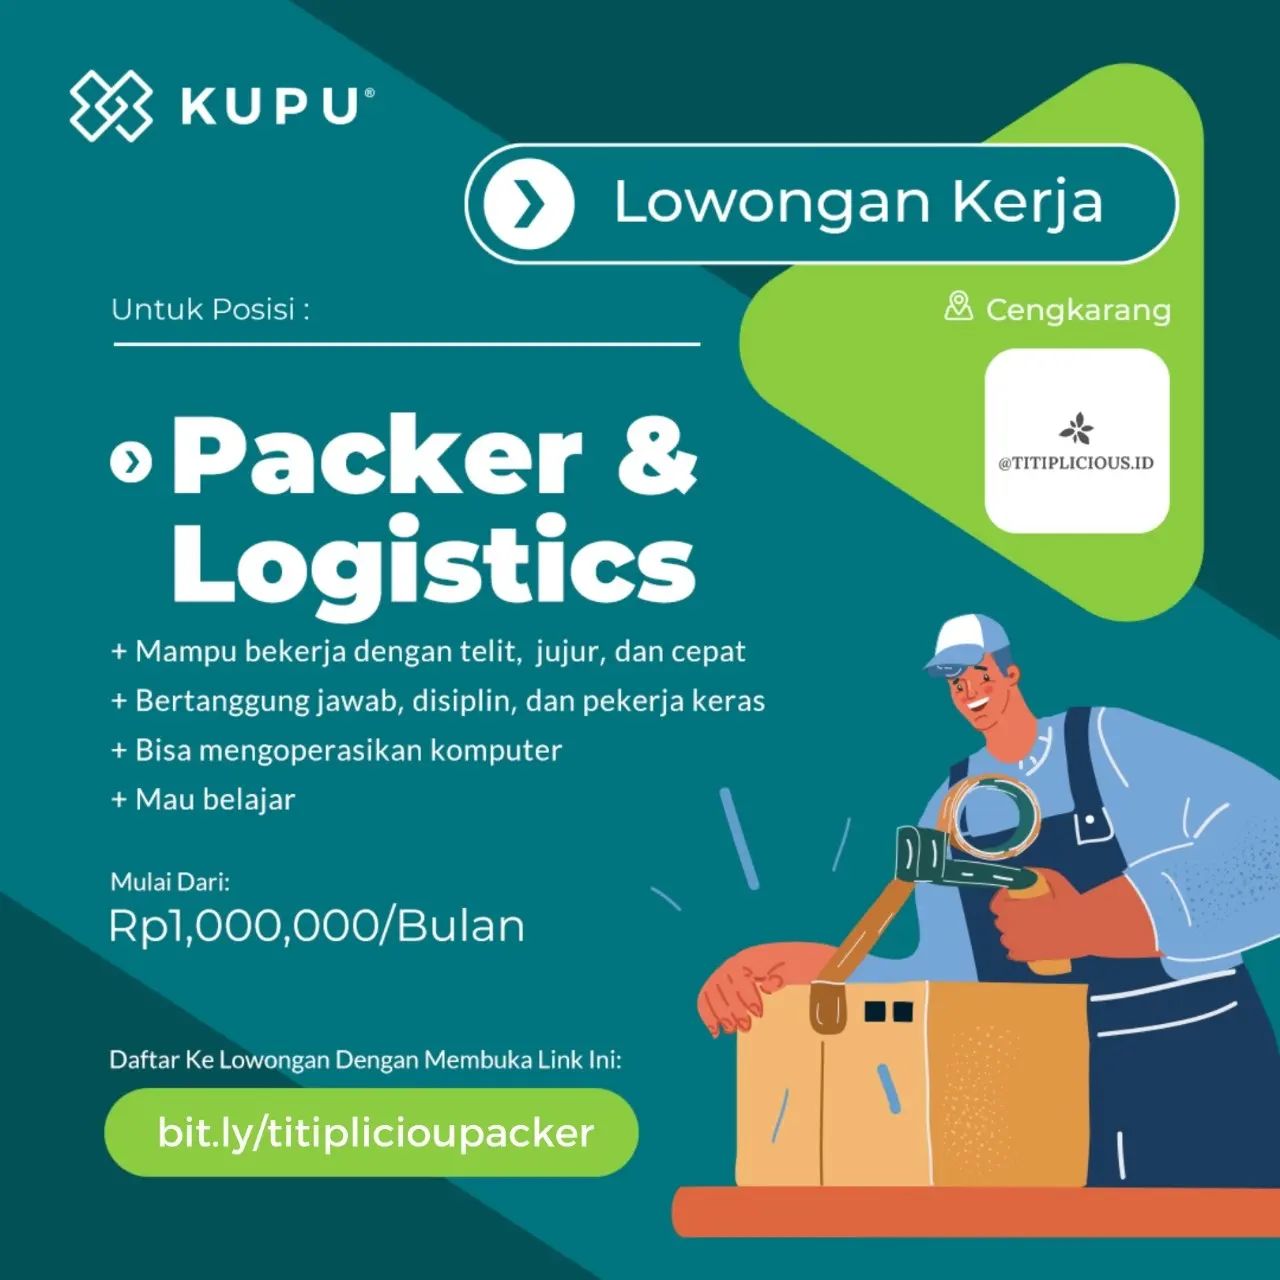 KUPU®
Lowongan Kerja
Untuk Posisi :
Cengkarang
@TITIPLICIOUS.ID
Packer &
Logistics
+ Mampu bekerja dengan telit, jujur, dan cepat
+ Bertanggung jawab, disiplin, dan pekerja keras
+ Bisa mengoperasikan komputer
+ Mau belajar
Mulai Dari:
Rp1,000,000/Bulan
Daftar Ke Lowongan Dengan Membuka Link Ini:
bit.ly/titiplicioupacker